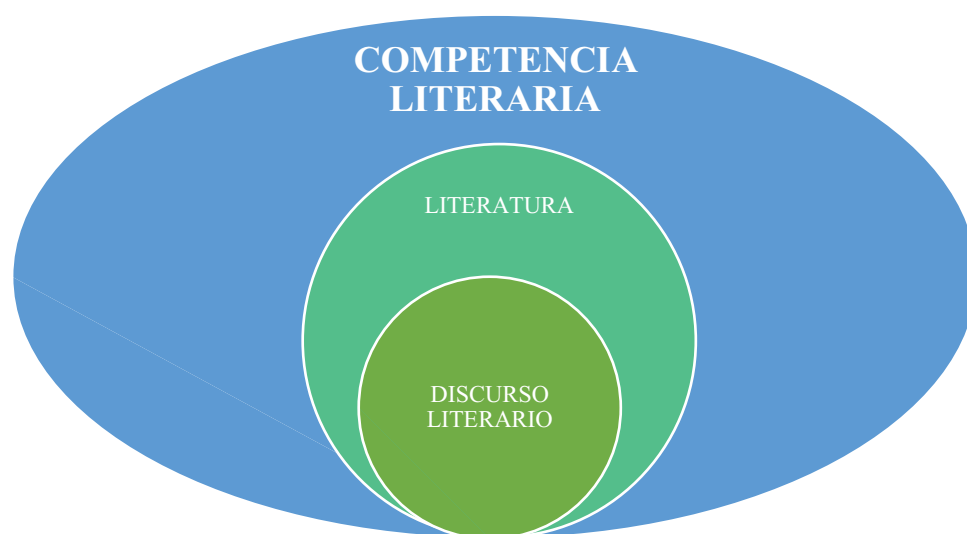 COMPETENCIA
LITERARIA
LITERATURA
DISCURSO
LITERARIO